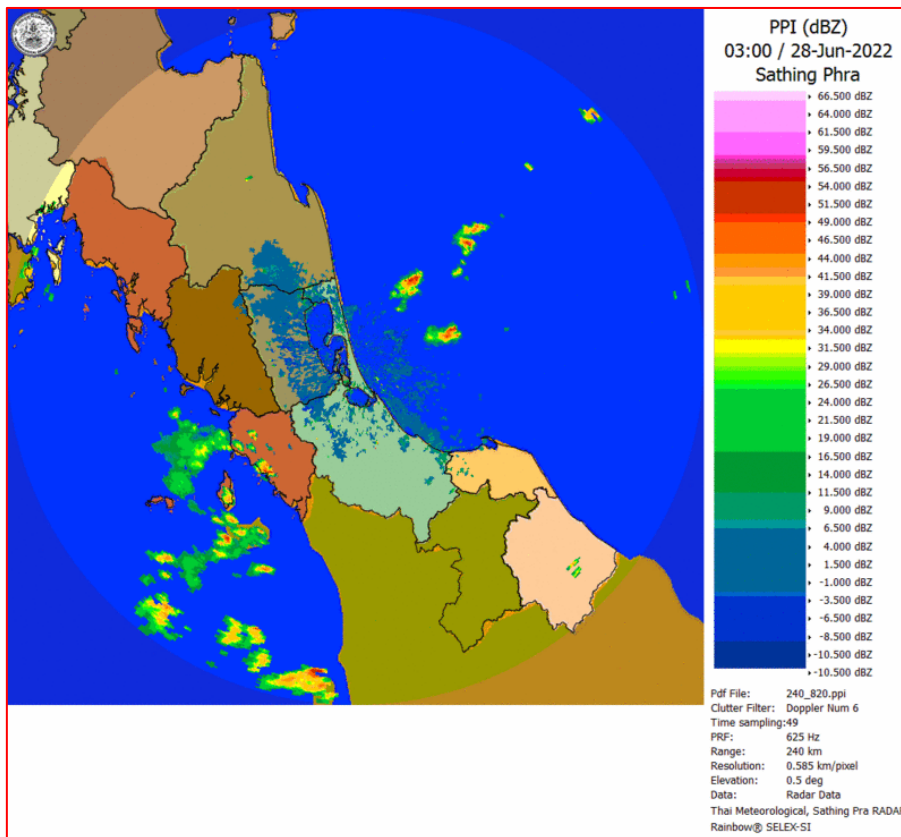 PPI (dBZ)
03:00 / 28-Jun-2022
Sathing Phra
66.500 dBZ
64.000 dBZ
61.500 dBZ
59.500 dBZ
56.500 dBZ
54.000 dBZ
51.500 dBZ
49.000 dBZ
46.500 dBZ
44.000 dBZ
41.500 dBZ
39.000 dBZ
36.500 dBZ
34.000 dBZ
31.500 dBZ
29.000 dBZ
26.500 dBZ
24.000 dBZ
21.500 dBZ
19.000 dBZ
16.500 dBZ
14.000 dBZ
11.500 dBZ
9.000 dBZ
6.500 dBZ
4.000 dBZ
1.500 dBZ
-1.000 dBZ
-3.500 dBZ
-6.500 dBZ
-8.500 dBZ
-10.500 dBZ
-10.500 dBZ
Pdf File: 240_820.ppi
Clutter Filter: Doppler Num 6
Time sampling:49
PRF: 625 Hz
Range: 240 km
Resolution: 0.585 km/pixel
Elevation: 0.5 deg
Data: Radar Data
Thai Meteorological, Sathing Pra RADAR
Rainbow® SELEX-SI